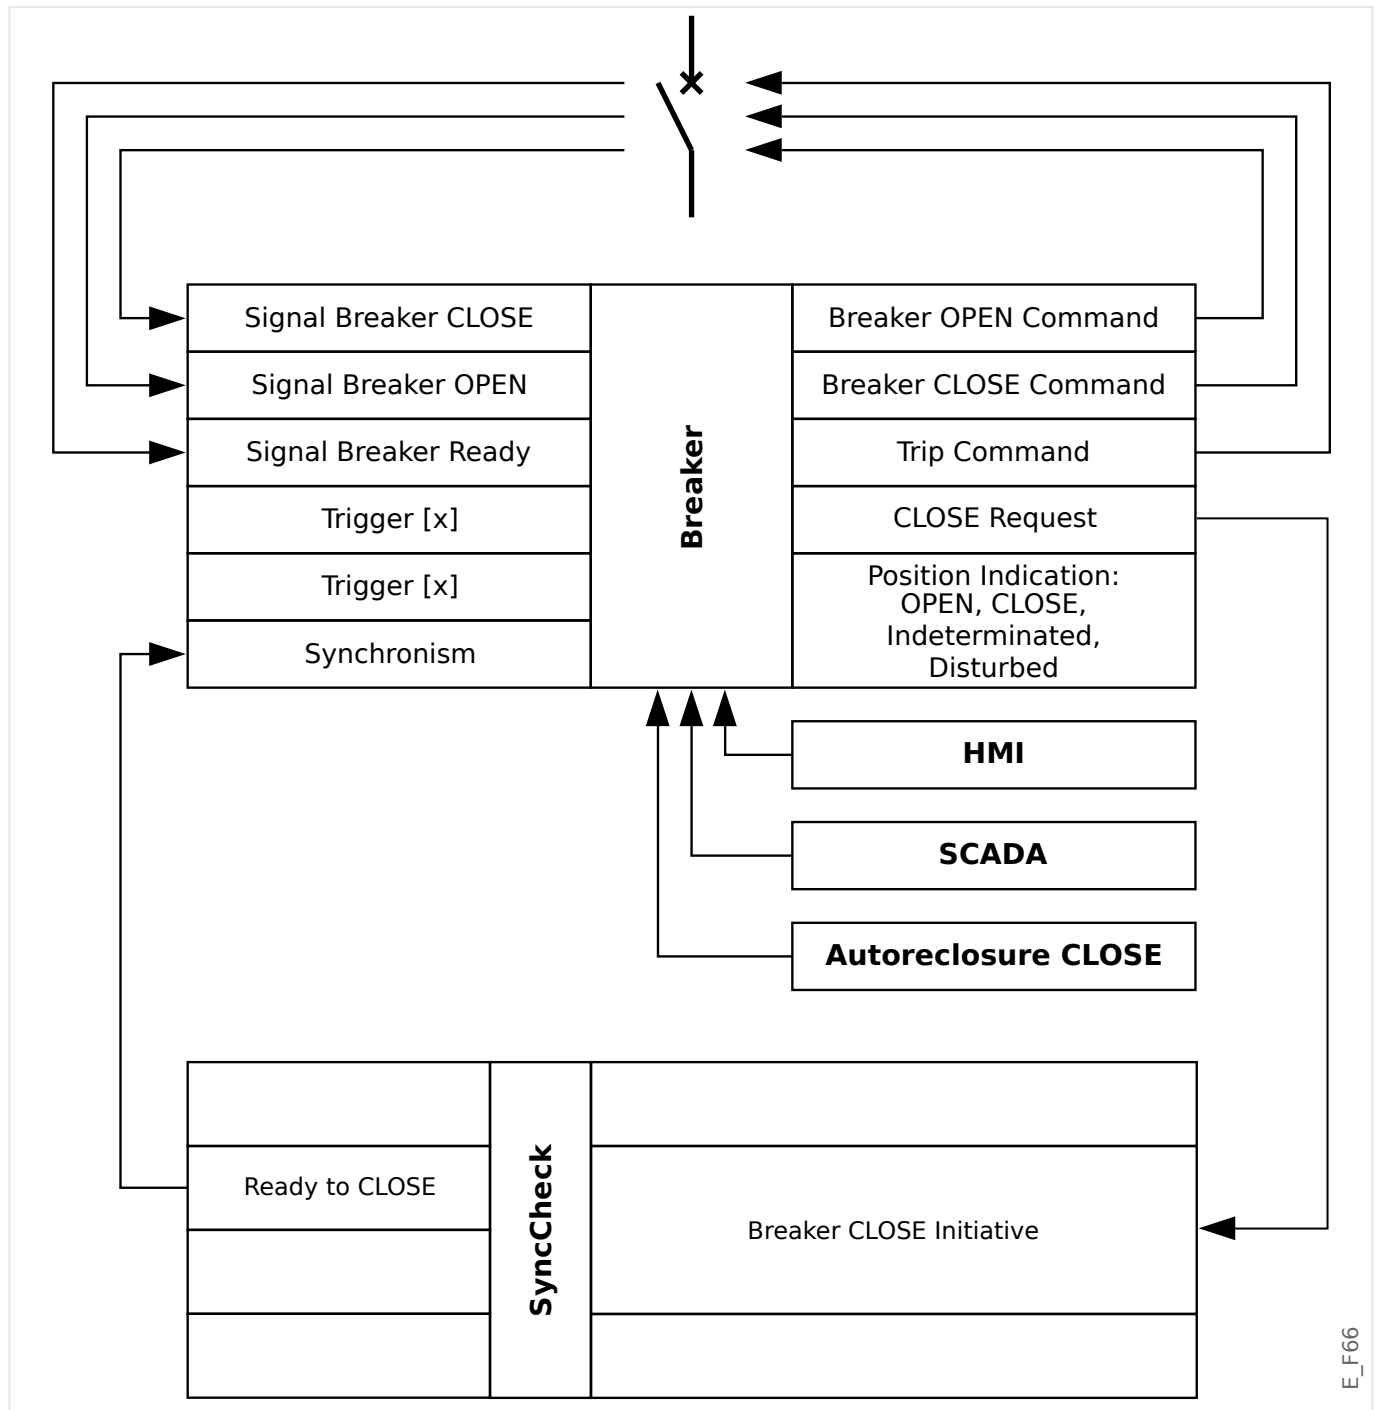 Signal Breaker CLOSE
Signal Breaker OPEN
Signal Breaker Ready
Trigger [x]
Trigger [x]
Synchronism
Breaker
Breaker OPEN Command
Breaker CLOSE Command
Trip Command
CLOSE Request
Position Indication:
OPEN, CLOSE,
Indeterminated,
Disturbed
HMI
SCADA
Autoreclosure CLOSE
Ready to CLOSE
SyncCheck
Breaker CLOSE Initiative
E_F66